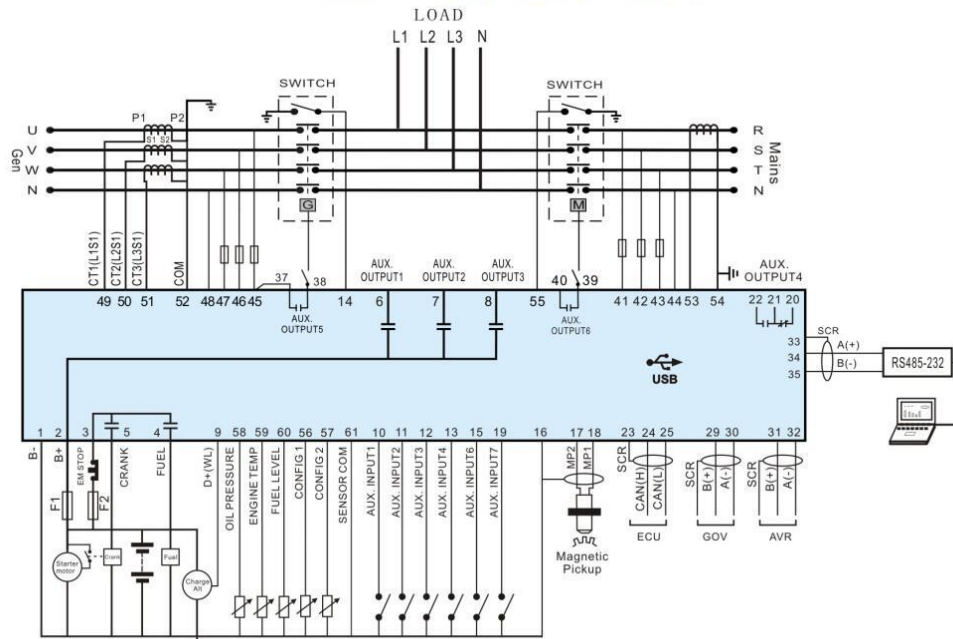 LOAD
L1 L2 L3 N
SWITCH
SWITCH
P1 P2
S1 S2
U
V
W
N
Gen
R
S
T
N
Mains
G
M
CT1(L1S1)
CT2(L2S1)
CT3(L3S1)
COM
37 38
AUX. OUTPUT1
AUX. OUTPUT2
AUX. OUTPUT3
40 39
AUX. OUTPUT4
49 50 51 52 48 47 46 45 14 6 7 8 55 41 42 43 44 53 54
22 21 20
AUX. OUTPUT5
AUX. OUTPUT6
33
34
35
SCR
A(+)
B(-)
RS485-232
USB
1 2 3 5 4 9 58 59 60 56 57 61 10 11 12 13 15 19 16 17 18 23 24 25 29 30 31 32
B-
B+
EM STOP
CRANK
FUEL
D+(WL)
OIL PRESSURE
ENGINE TEMP
FUEL LEVEL
CONFIG 1
CONFIG 2
SENSOR COM
AUX. INPUT1
AUX. INPUT2
AUX. INPUT3
AUX. INPUT4
AUX. INPUT6
AUX. INPUT7
MP2
MP1
SCR
CAN(H)
CAN(L)
SCR
B(+)
A(-)
SCR
B(+)
A(-)
F1
F2
ECU
GOV
AVR
Magnetic
Pickup
Starter
motor
Crank
Fuel
Charge
Alt